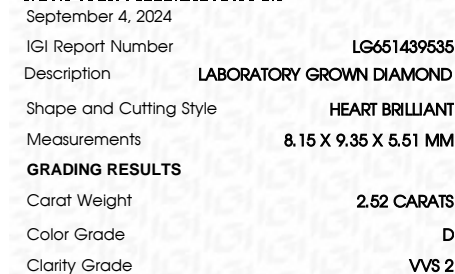 September 4, 2024
IGI Report Number LG651439535
Description LABORATORY GROWN DIAMOND
Shape and Cutting Style HEART BRILLIANT
Measurements 8.15 X 9.35 X 5.51 MM
GRADING RESULTS
Carat Weight 2.52 CARATS
Color Grade D
Clarity Grade VVS 2